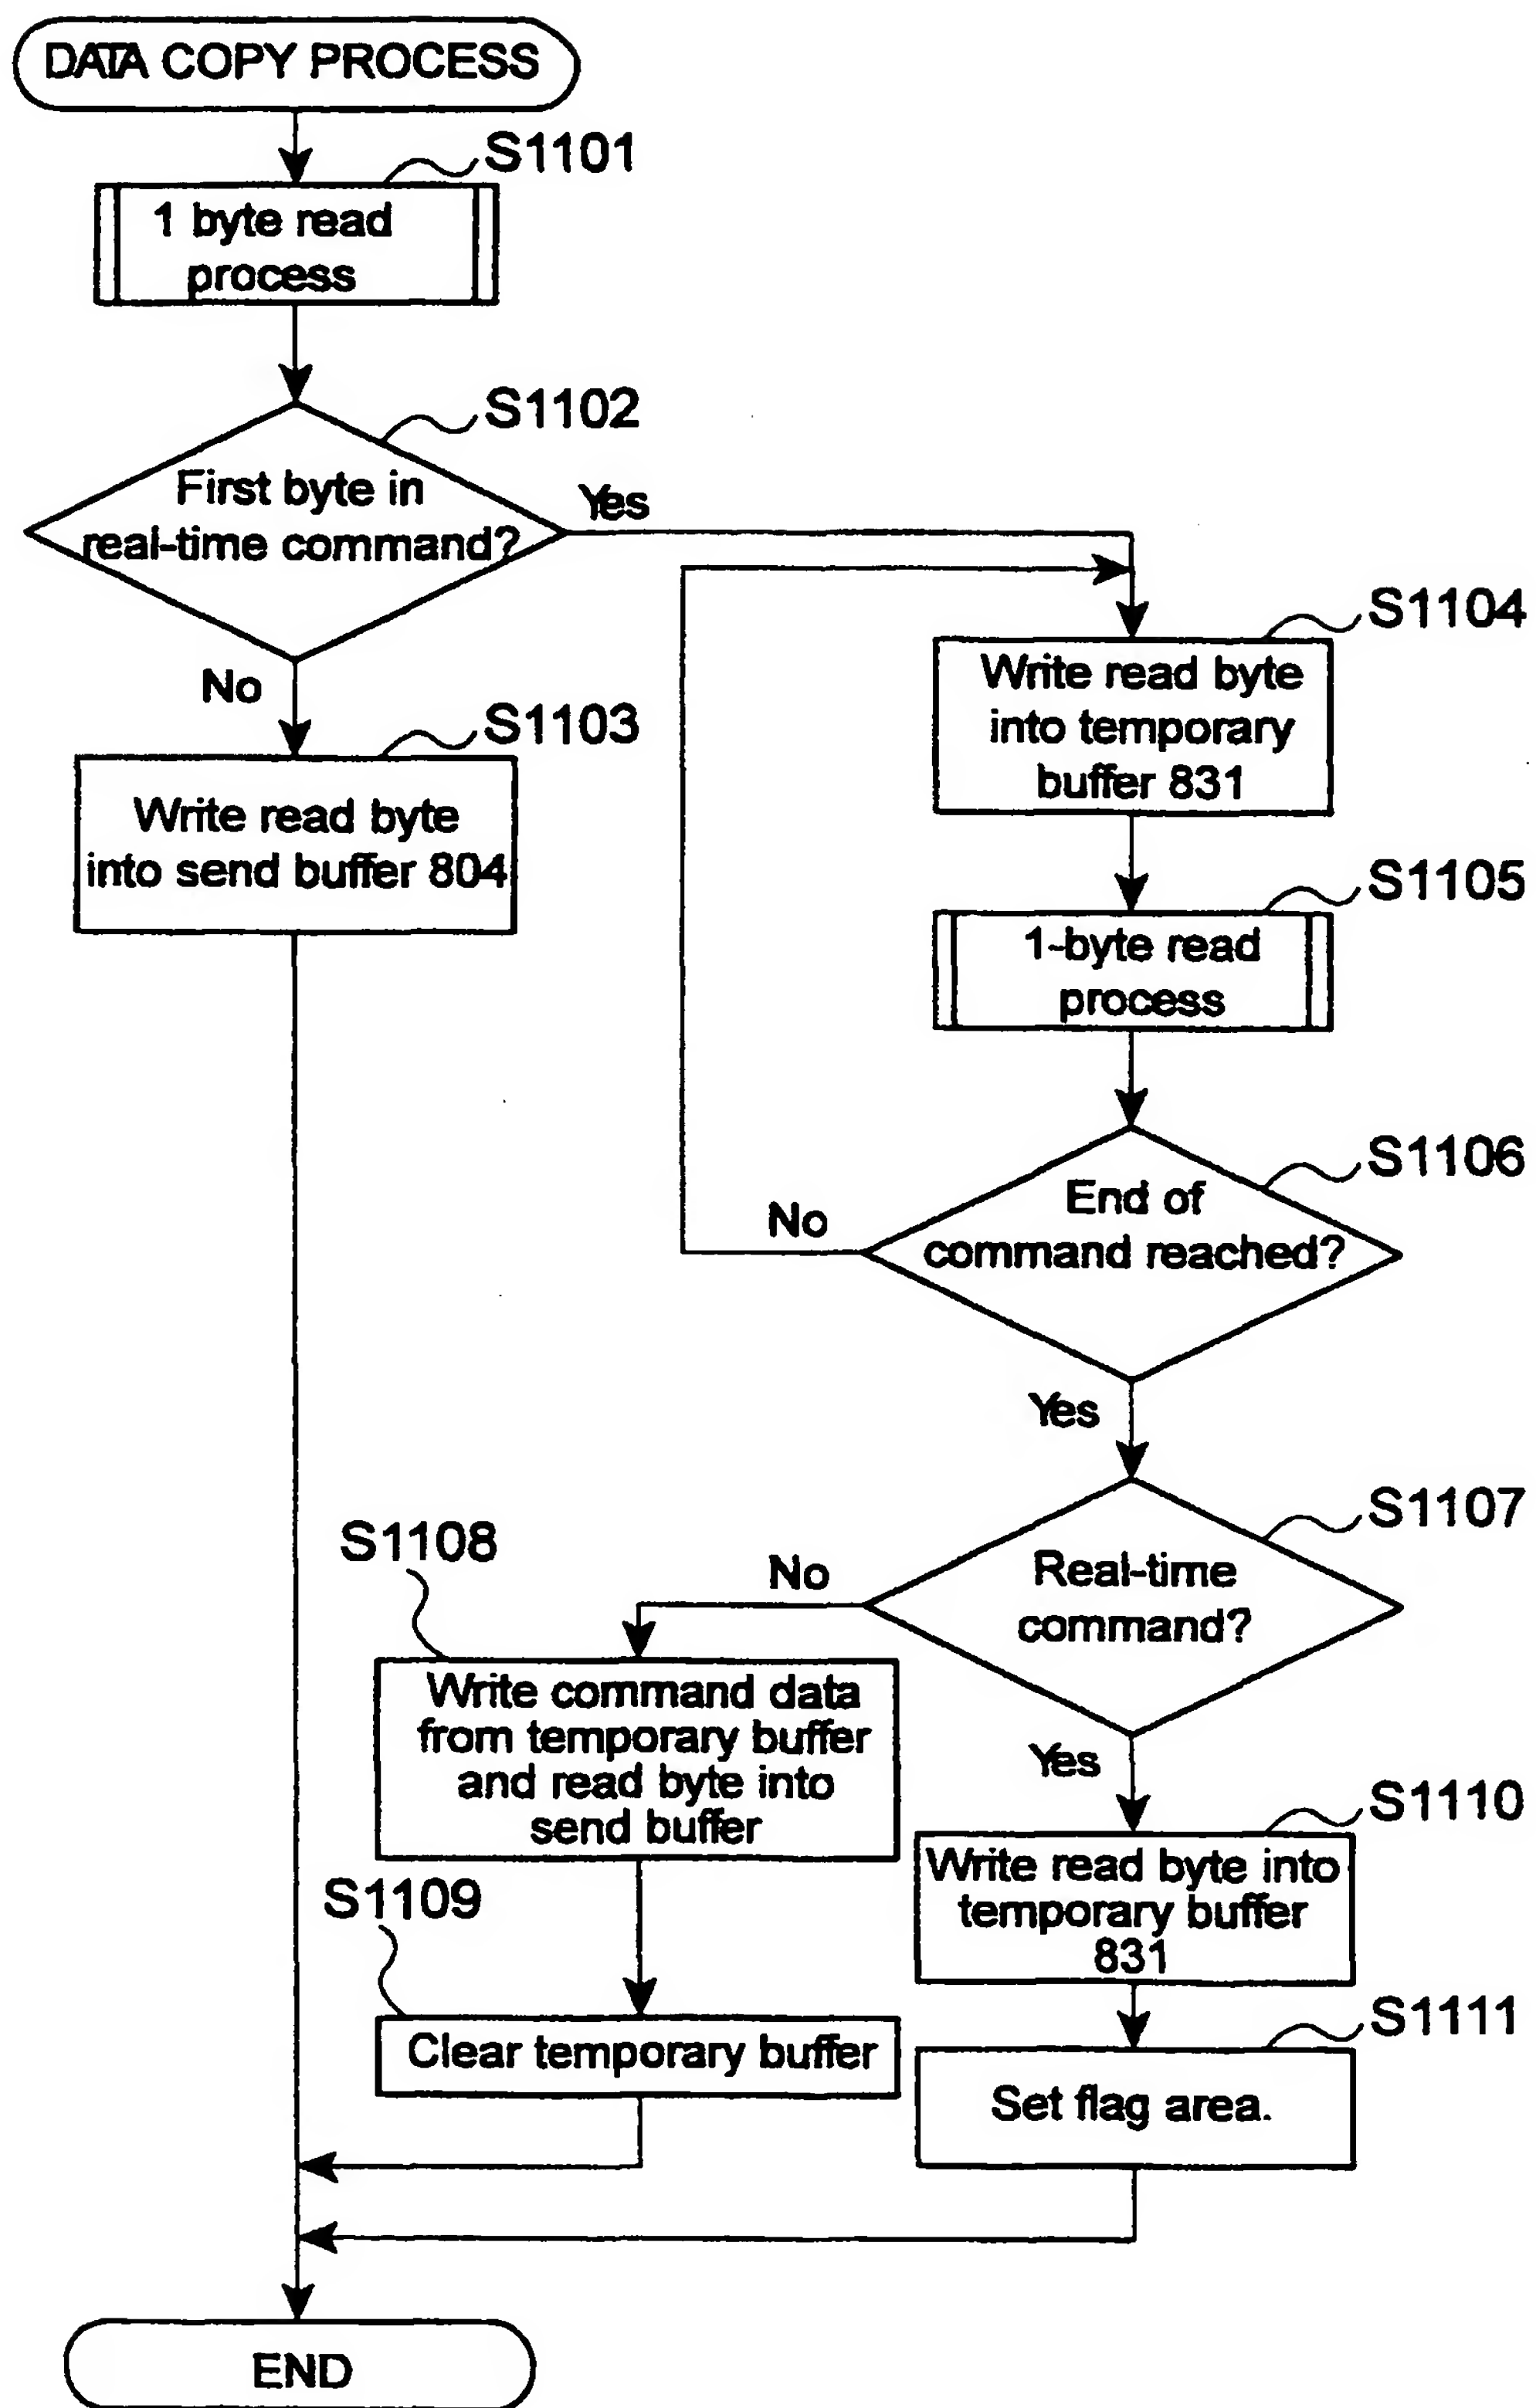 DATA COPY PROCESS
S1101
1 byte read
process
S1102
First byte in
real-time command?
Yes
No
S1103
Write read byte
into send buffer 804
S1104
Write read byte
into temporary
buffer 831
S1105
1-byte read
process
S1106
End of
command reached?
No
Yes
S1107
Real-time
command?
No
Yes
S1108
Write command data
from temporary buffer
and read byte into
send buffer
S1109
Clear temporary buffer
S1110
Write read byte into
temporary buffer
831
S1111
Set flag area.
END